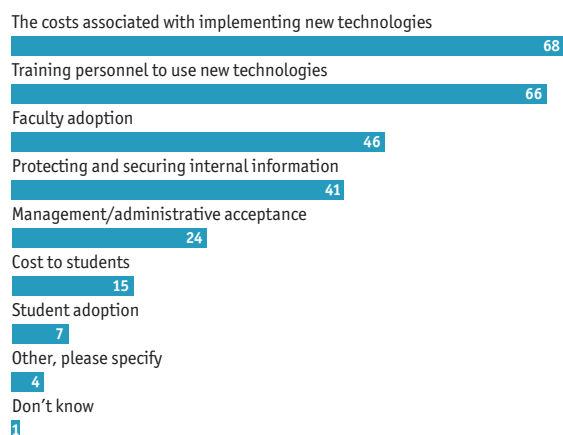 The costs associated with implementing new technologies
68
Training personnel to use new technologies
66
Faculty adoption
46
Protecting and securing internal information
41
Management/administrative acceptance
24
Cost to students
15
Student adoption
7
Other, please specify
4
Don’t know
1